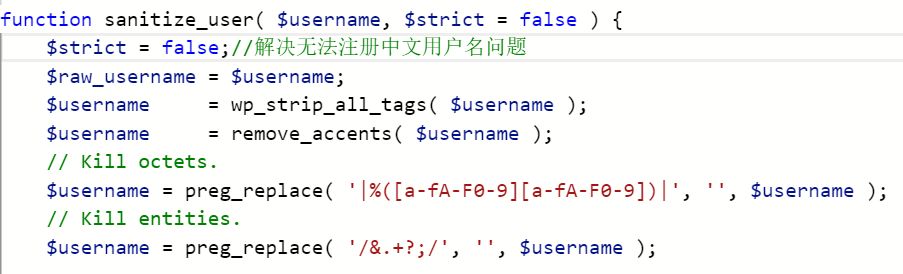 function sanitize_user( $username, $strict = false ) {
    $strict = false;//解决无法注册中文用户名问题
    $raw_username = $username;
    $username     = wp_strip_all_tags( $username );
    $username     = remove_accents( $username );
    // Kill octets.
    $username = preg_replace( '|%([a-fA-F0-9][a-fA-F0-9])|', '', $username );
    // Kill entities.
    $username = preg_replace( '/&.+?;/', '', $username );